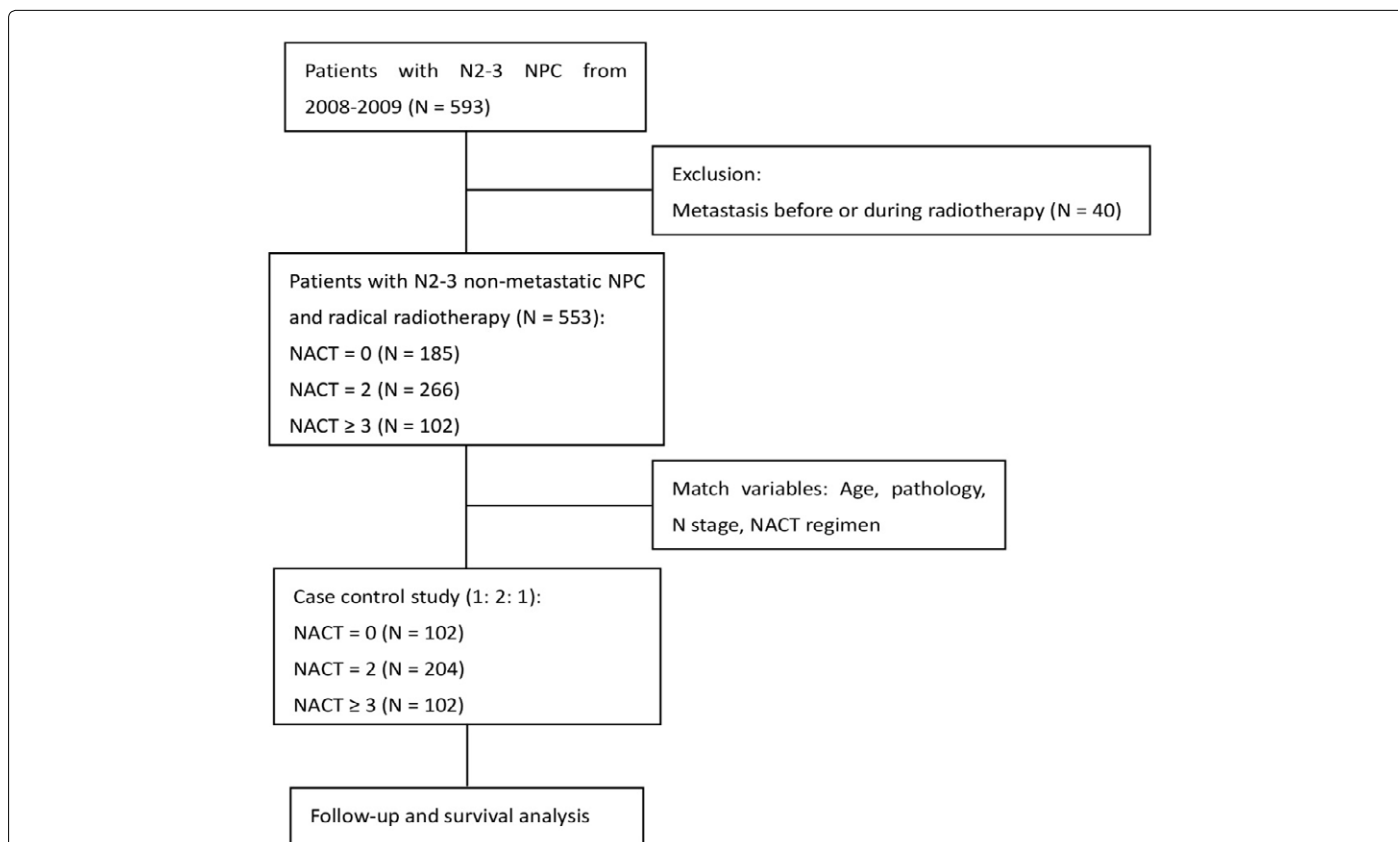 Patients with N2-3 NPC from
2008-2009 (N = 593)
Exclusion:
Metastasis before or during radiotherapy (N = 40)
Patients with N2-3 non-metastatic NPC
and radical radiotherapy (N = 553):
NACT = 0 (N = 185)
NACT = 2 (N = 266)
NACT ≥ 3 (N = 102)
Match variables: Age, pathology,
N stage, NACT regimen
Case control study (1: 2: 1):
NACT = 0 (N = 102)
NACT = 2 (N = 204)
NACT ≥ 3 (N = 102)
Follow-up and survival analysis